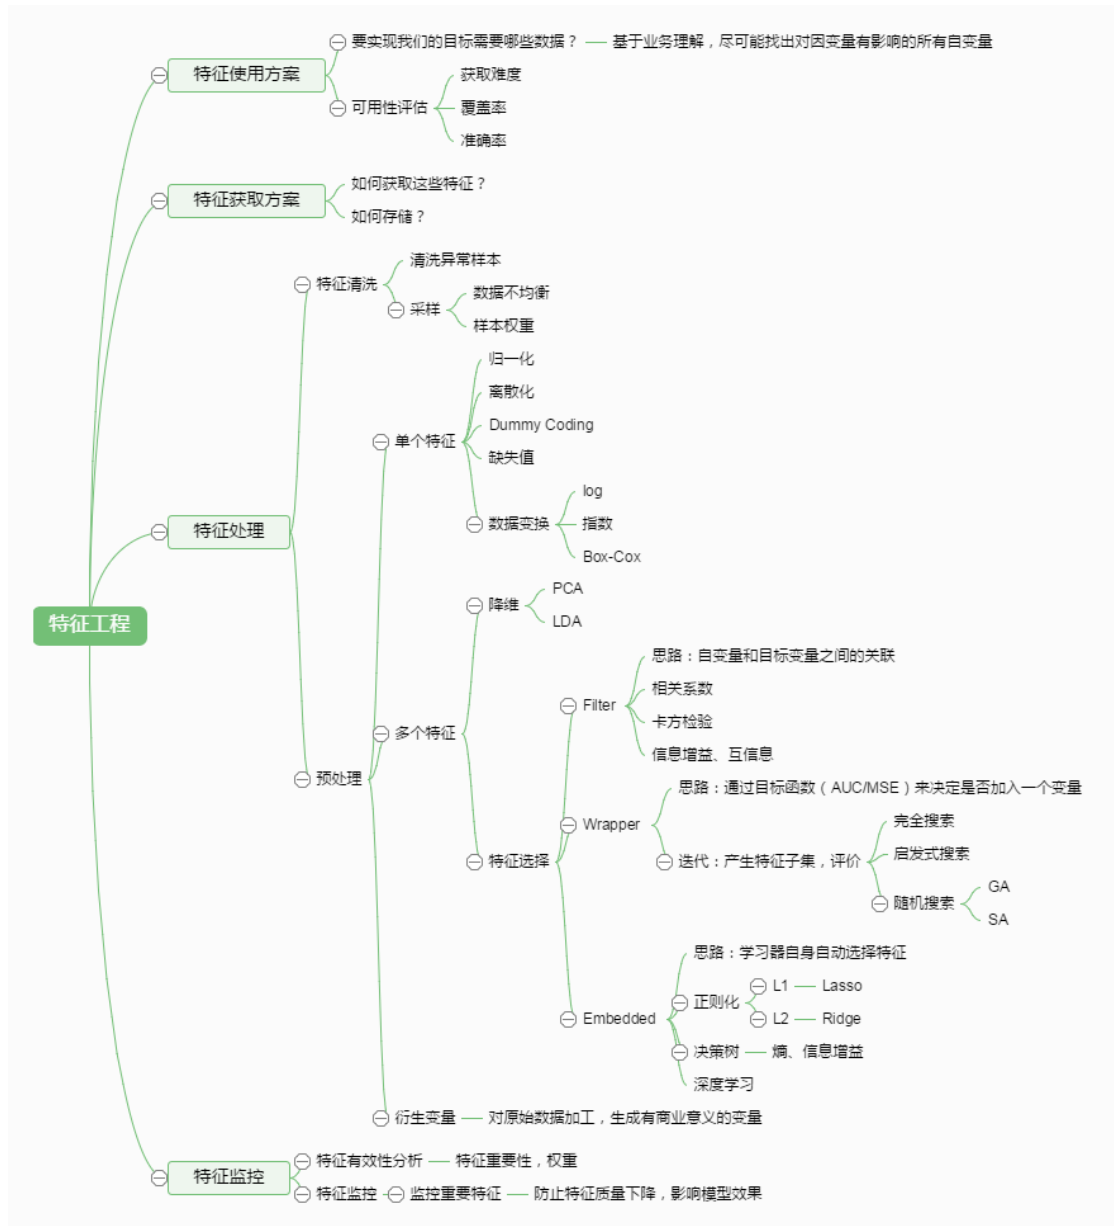 要实现我们的目标需要哪些数据？ 基于业务理解，尽可能找出对因变量有影响的所有自变量
特征使用方案
获取难度
可用性评估
覆盖率
准确率
特征获取方案
如何获取这些特征？
如何存储？
清洗异常样本
特征清洗
采样
数据不均衡
样本权重
归一化
离散化
Dummy Coding
单个特征
缺失值
log
数据变换
指数
Box-Cox
特征处理
PCA
降维
LDA
特征工程
思路：自变量和目标变量之间的关联
相关系数
Filter
卡方检验
信息增益、互信息
多个特征
预处理
思路：通过目标函数（AUC/MSE）来决定是否加入一个变量
Wrapper
完全搜索
特征选择
迭代：产生特征子集，评价
启发式搜索
随机搜索
GA
SA
思路：学习器自身自动选择特征
正则化
L1 Lasso
L2 Ridge
Embedded
决策树 熵、信息增益
深度学习
衍生变量 对原始数据加工，生成有商业意义的变量
特征有效性分析 特征重要性，权重
特征监控
特征监控 监控重要特征 防止特征质量下降，影响模型效果